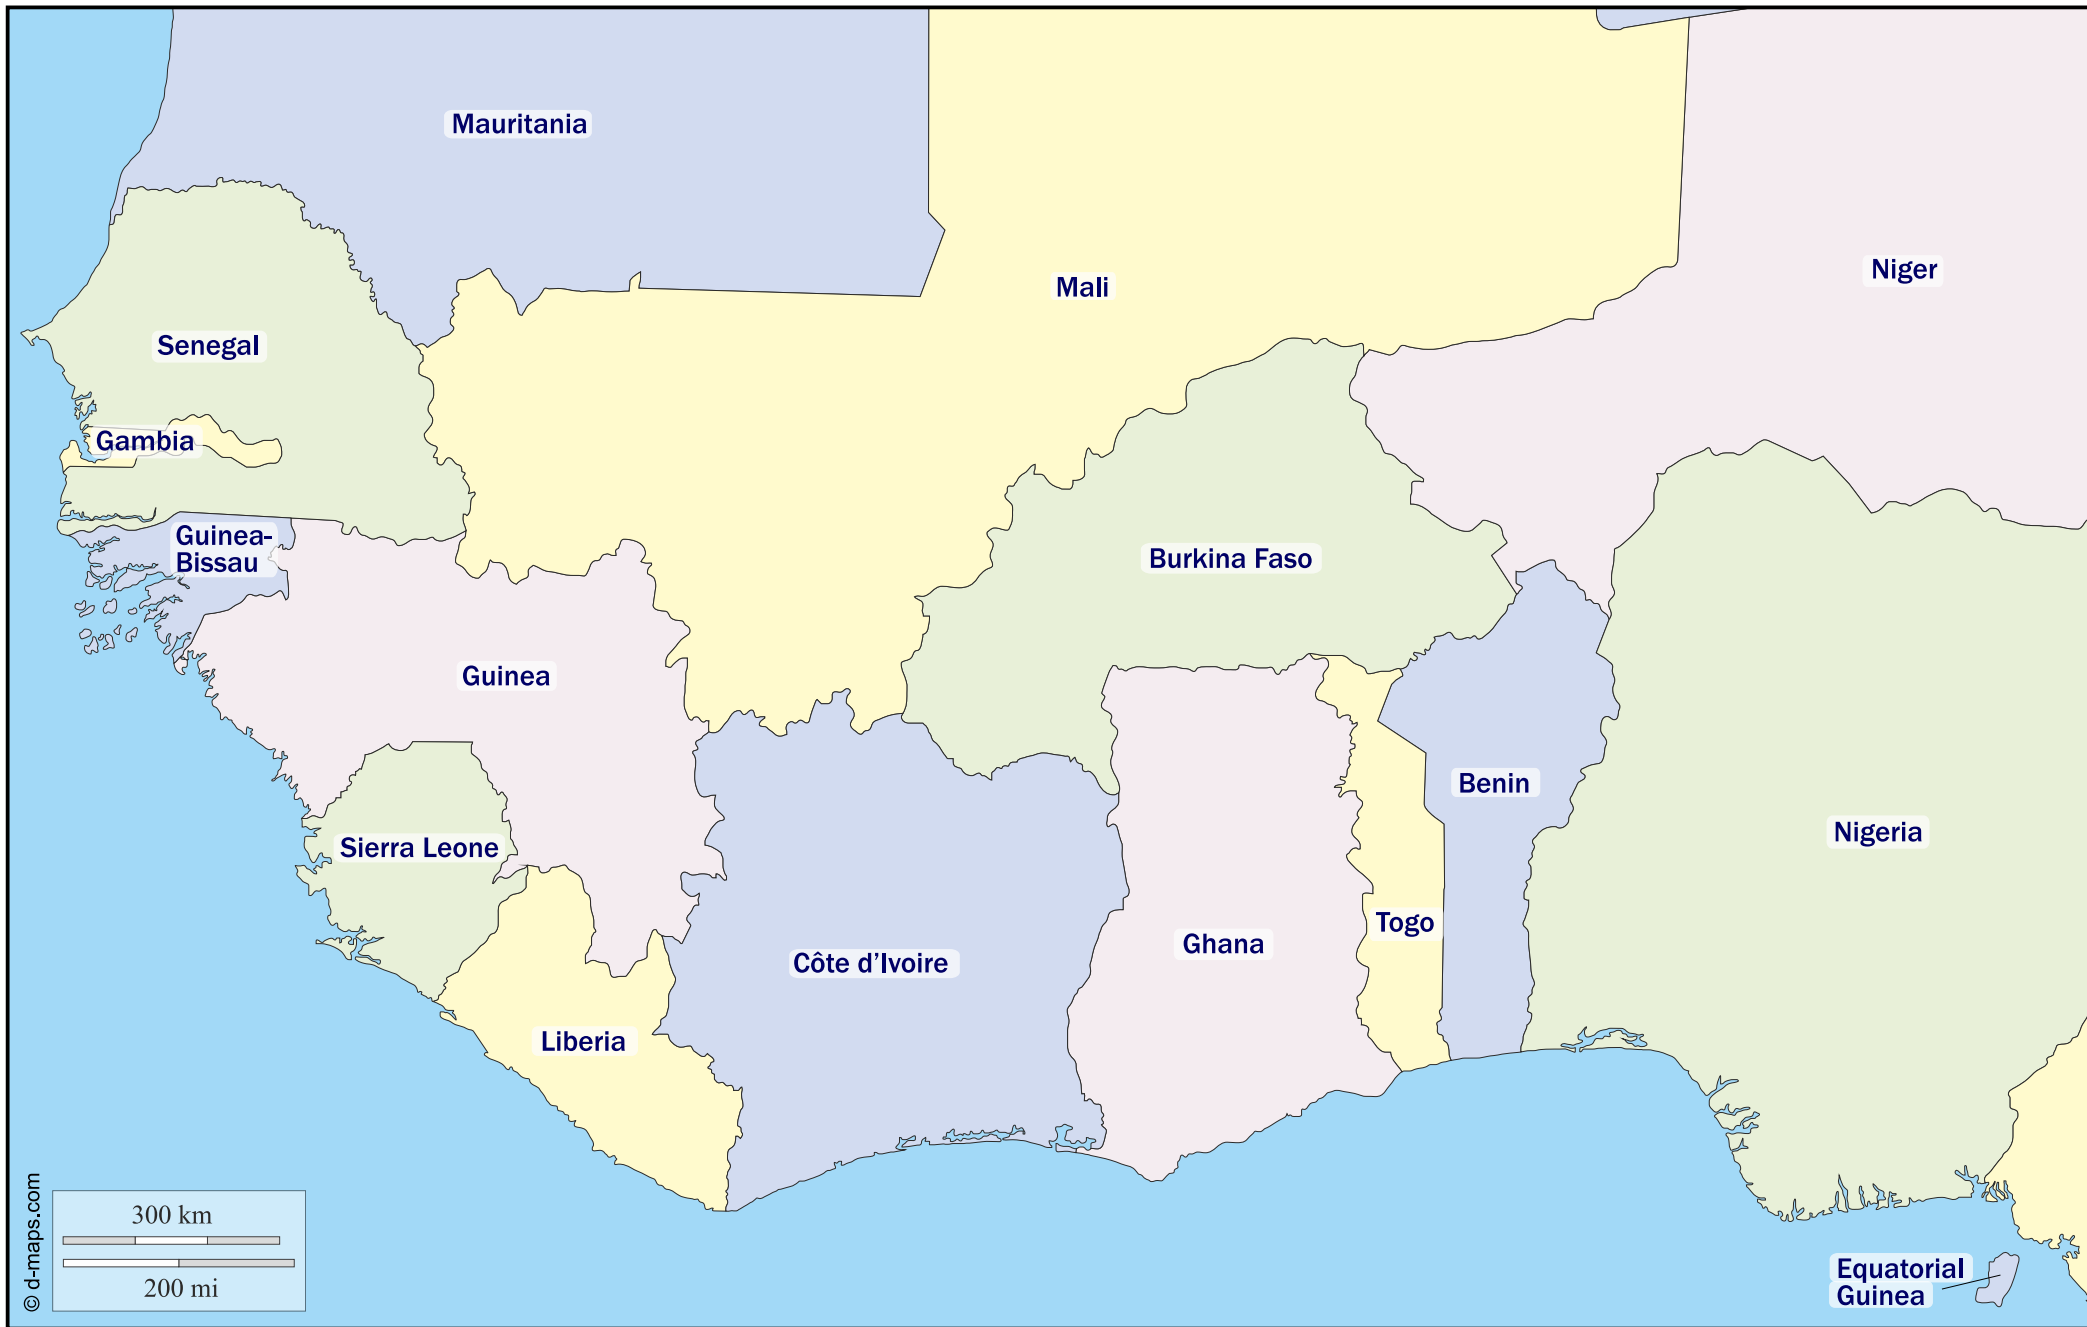 Mauritania
Mali
Niger
Senegal
Gambia
Guinea-
Bissau
Burkina Faso
Guinea
Benin
Nigeria
Sierra Leone
Togo
Ghana
Côte d’Ivoire
Liberia
© d-maps.com
300 km
200 mi
Equatorial
Guinea